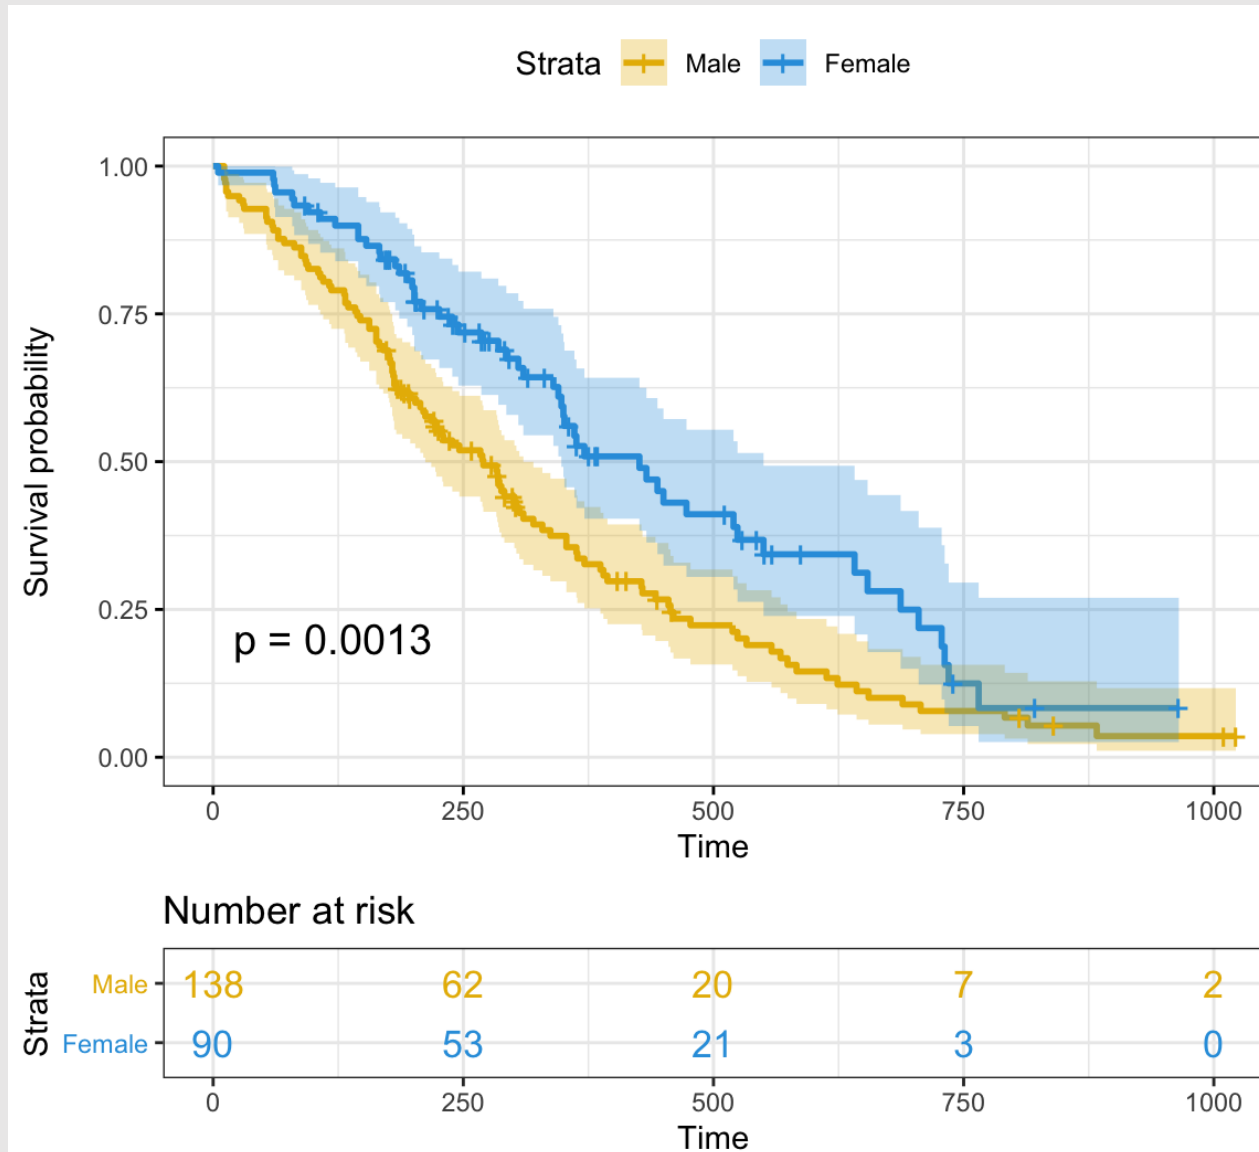 Strata Male Female
1.00
0.75
0.50
0.25
0.00
Survival probability
p = 0.0013
0 250 500 750 1000
Time
Number at risk
Strata
Male 138 62 20 7 2
Female 90 53 21 3 0
0 250 500 750 1000
Time